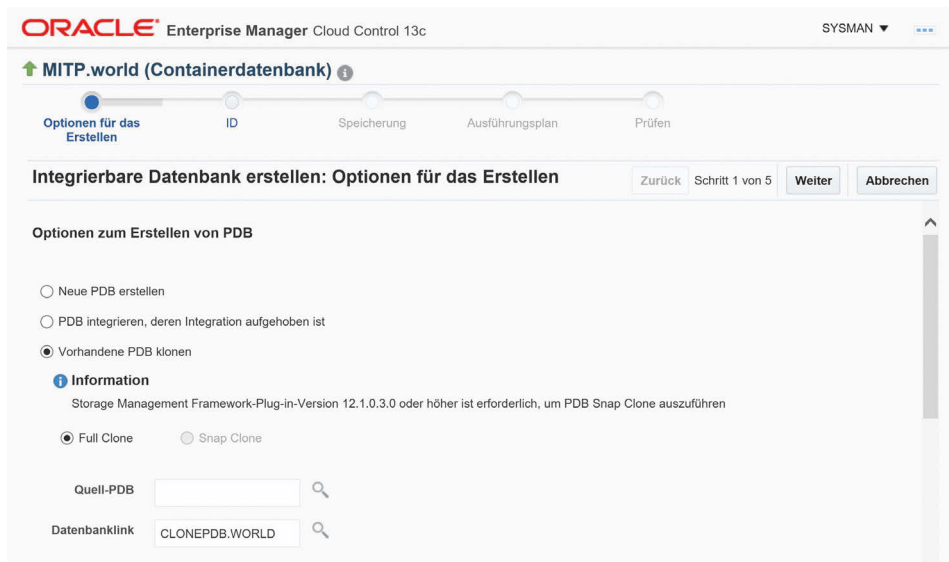 ORACLE Enterprise Manager Cloud Control 13c SYSMAN
MITP.world (Containerdatenbank)
Optionen für das
Erstellen
ID
Speicherung
Ausführungsplan
Prüfen
Integrierbare Datenbank erstellen: Optionen für das Erstellen Zurück Schritt 1 von 5 Weiter Abbrechen
Optionen zum Erstellen von PDB
Neue PDB erstellen
PDB integrieren, deren Integration aufgehoben ist
Vorhandene PDB klonen
Information
Storage Management Framework-Plug-in-Version 12.1.0.3.0 oder höher ist erforderlich, um PDB Snap Clone auszuführen
Full Clone Snap Clone
Quell-PDB
Datenbanklink CLONEPDB.WORLD